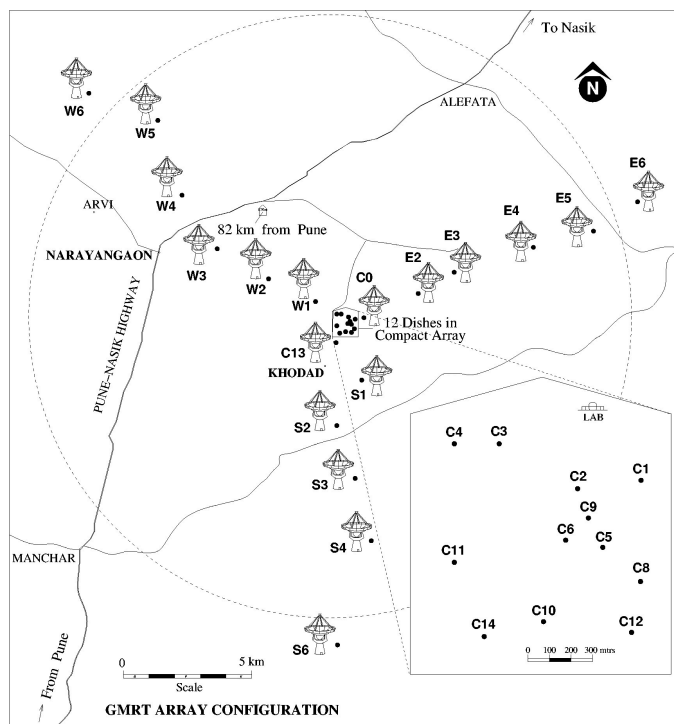 To Nasik
N
ALEFATA
W6
W5
E6
W4
E5
ARVI
E4
82 km from Pune
NARAYANGAON
E3
W3
W2
E2
W1
C0
12 Dishes in
Compact Array
C13
KHODAD
S1
PUNE-NASIK HIGHWAY
S2
S3
S4
MANCHAR
S6
LAB
C4
C3
C1
C2
C9
C6
C5
C11
C8
C10
C14
C12
0 100 200 300 mtrs
0 5 km
Scale
From Pune
GMRT ARRAY CONFIGURATION